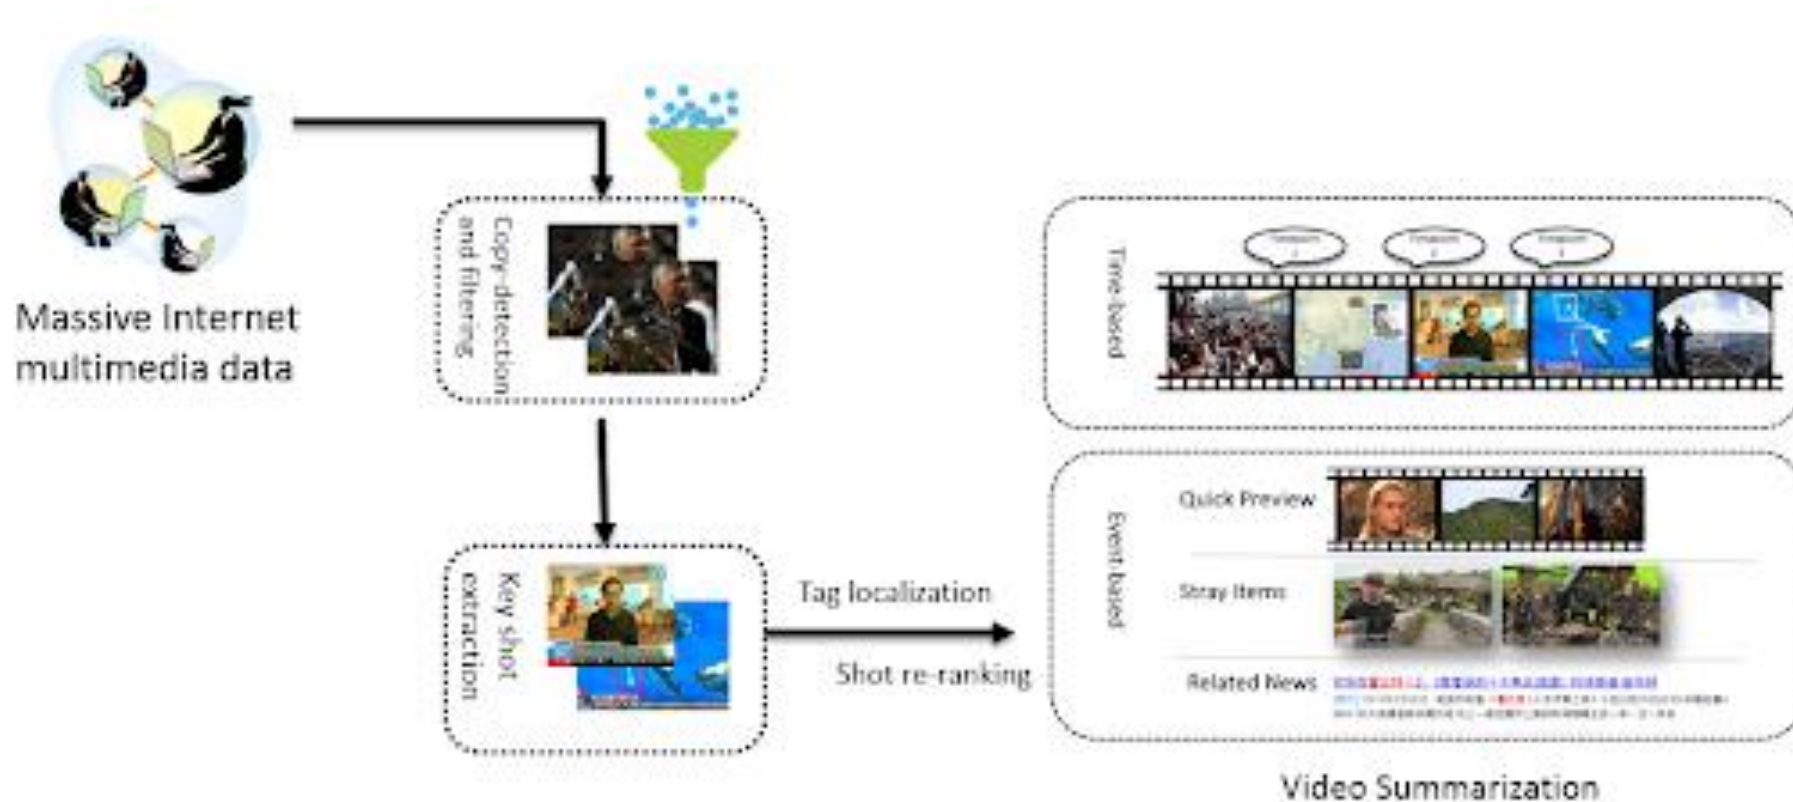 Massive Internet
multimedia data
Copy-detection
and filtering
Key shot
extraction
Tag localization
Shot re-ranking
Time-based
Event-based
Quick Preview
Stray Items
Related News
Video Summarization